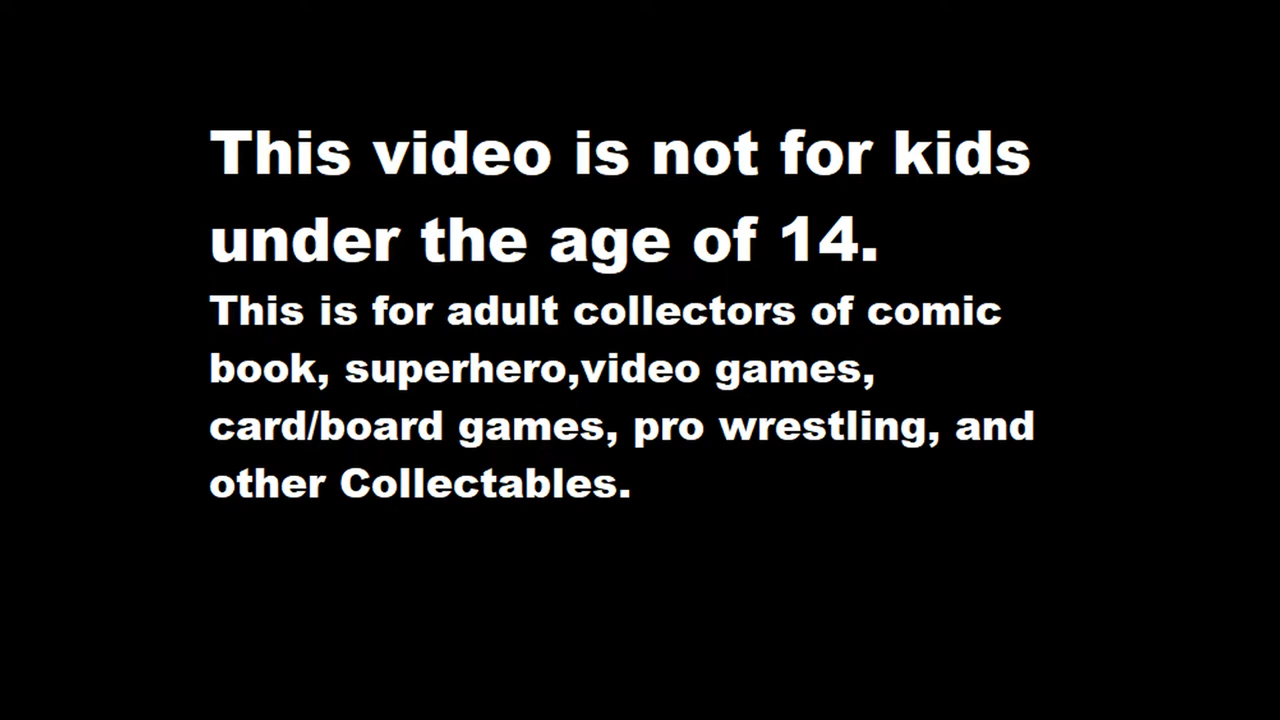 This video is not for kids
under the age of 14.
This is for adult collectors of comic
book, superhero,video games,
card/board games, pro wrestling, and
other Collectables.